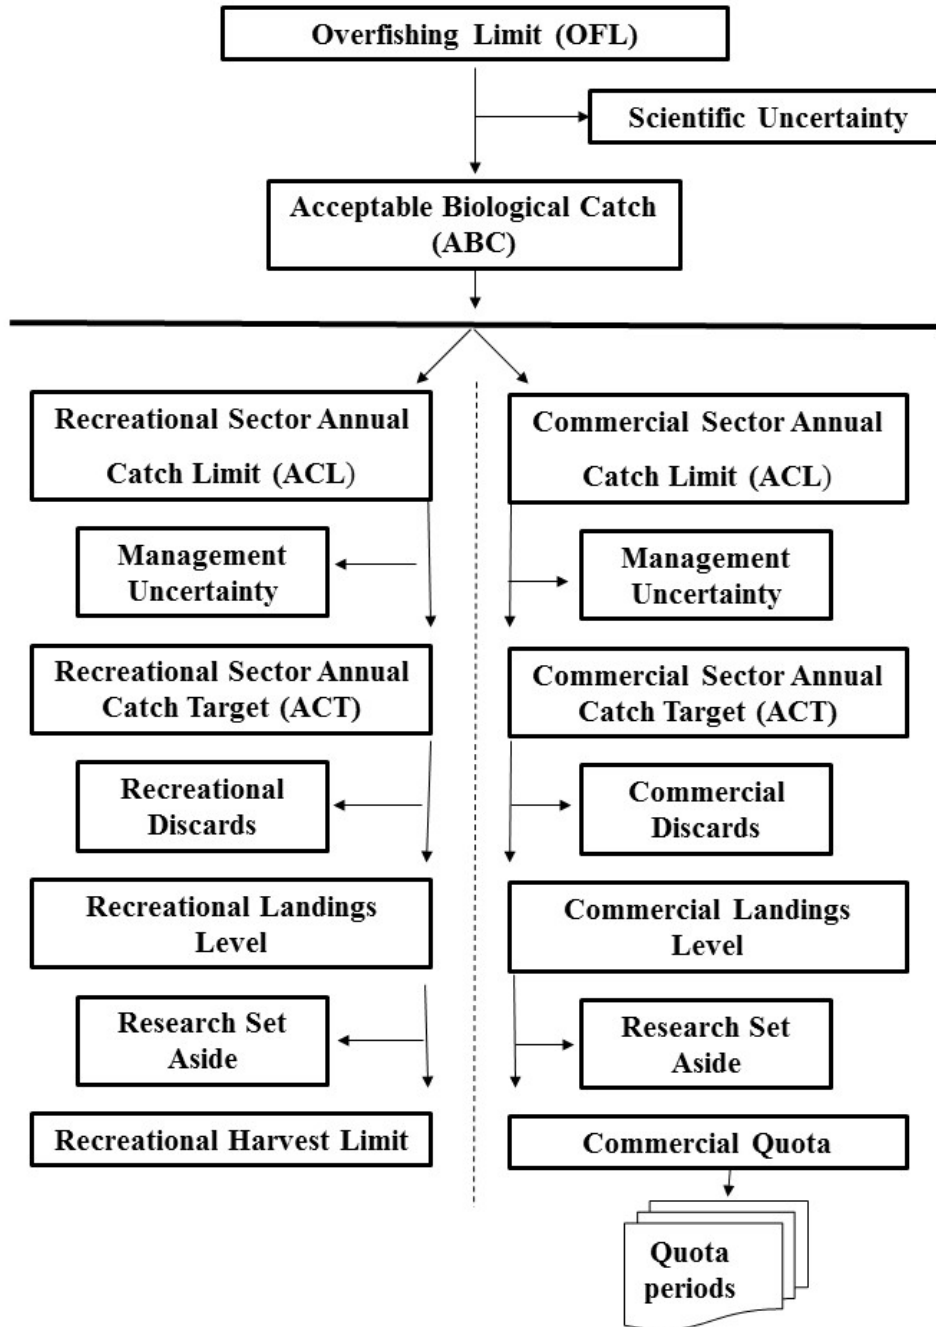 Overfishing Limit (OFL)
Scientific Uncertainty
Acceptable Biological Catch
(ABC)
Recreational Sector Annual
Catch Limit (ACL)
Commercial Sector Annual
Catch Limit (ACL)
Management
Uncertainty
Management
Uncertainty
Recreational Sector Annual
Catch Target (ACT)
Commercial Sector Annual
Catch Target (ACT)
Recreational
Discards
Commercial
Discards
Recreational Landings
Level
Commercial Landings
Level
Research Set
Aside
Research Set
Aside
Recreational Harvest Limit
Commercial Quota
Quota
periods